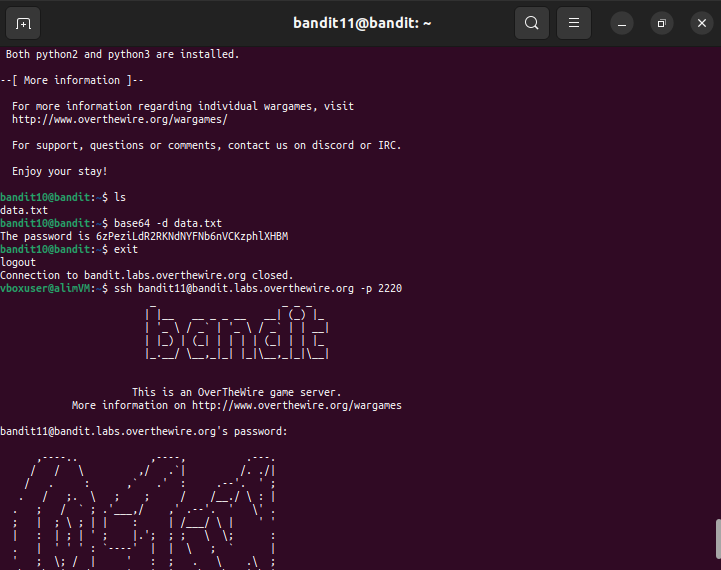 bandit11@bandit: ~
Both python2 and python3 are installed.
--[ More information ]--
For more information regarding individual wargames, visit
http://www.overthewire.org/wargames/
For support, questions or comments, contact us on discord or IRC.
Enjoy your stay!
bandit10@bandit:~$ ls
data.txt
bandit10@bandit:~$ base64 -d data.txt
The password is 6zPeziLdR2RKNdNYFNb6nVCKzphlXHBM
bandit10@bandit:~$ exit
logout
Connection to bandit.labs.overthewire.org closed.
vboxuser@alimVM:~$ ssh bandit11@bandit.labs.overthewire.org -p 2220
bandit
This is an OverTheWire game server.
More information on http://www.overthewire.org/wargames
bandit11@bandit.labs.overthewire.org's password: